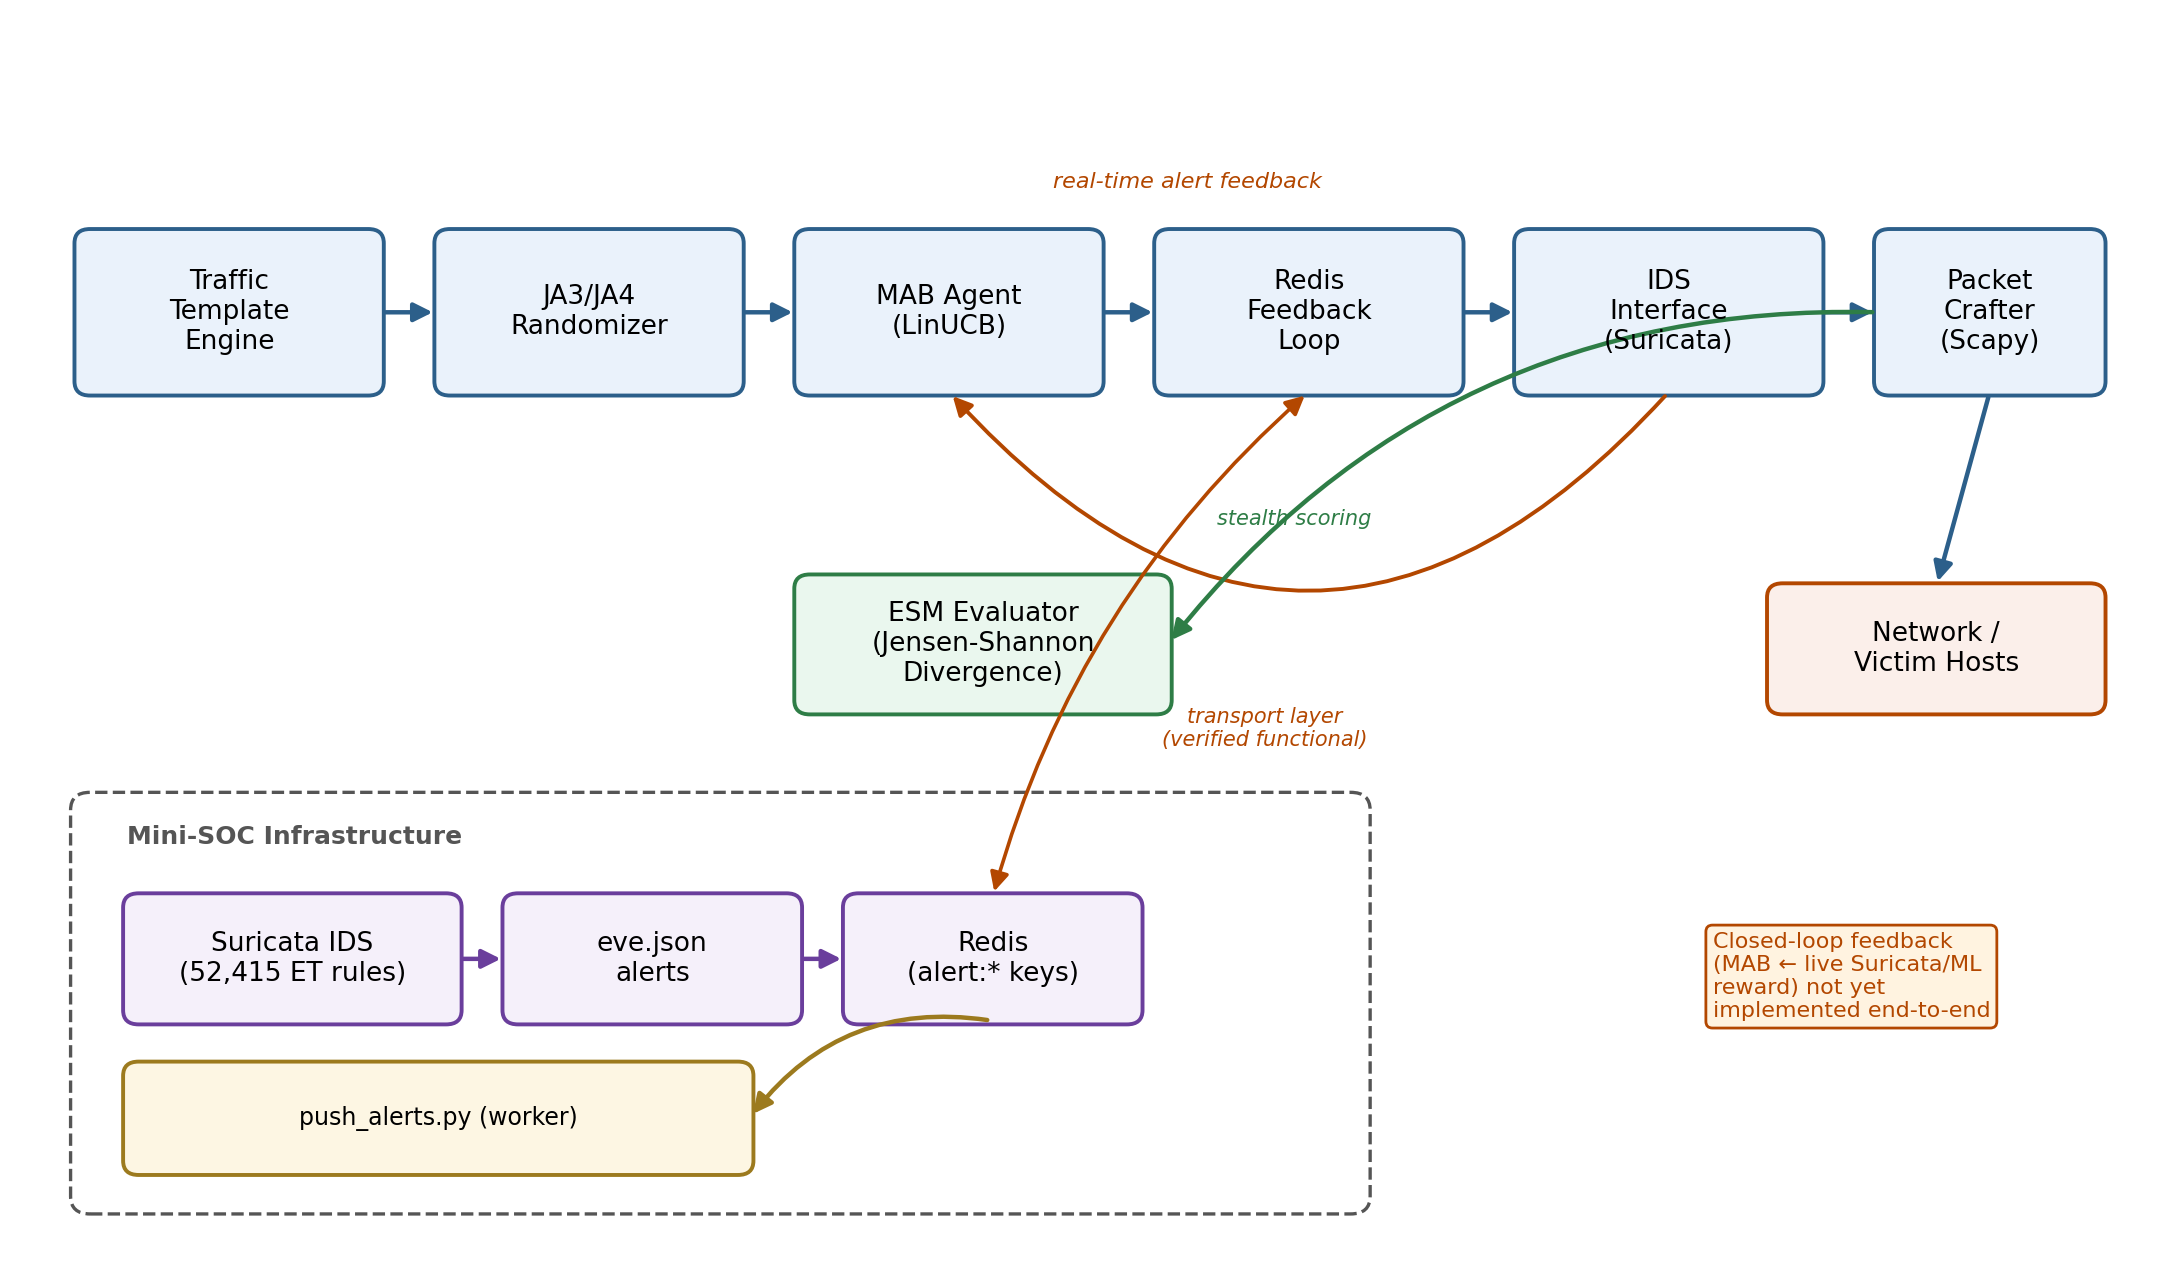 real-time alert feedback
Traffic
Template
Engine
JA3/JA4
Randomizer
MAB Agent
(LinUCB)
Redis
Feedback
Loop
IDS
Interface
(Suricata)
Packet
Crafter
(Scapy)
stealth scoring
ESM Evaluator
(Jensen-Shannon
Divergence)
Network /
Victim Hosts
transport layer
(verified functional)
Mini-SOC Infrastructure
Suricata IDS
(52,415 ET rules)
eve.json
alerts
Redis
(alert:* keys)
Closed-loop feedback
(MAB ← live Suricata/ML
reward) not yet
implemented end-to-end
push_alerts.py (worker)